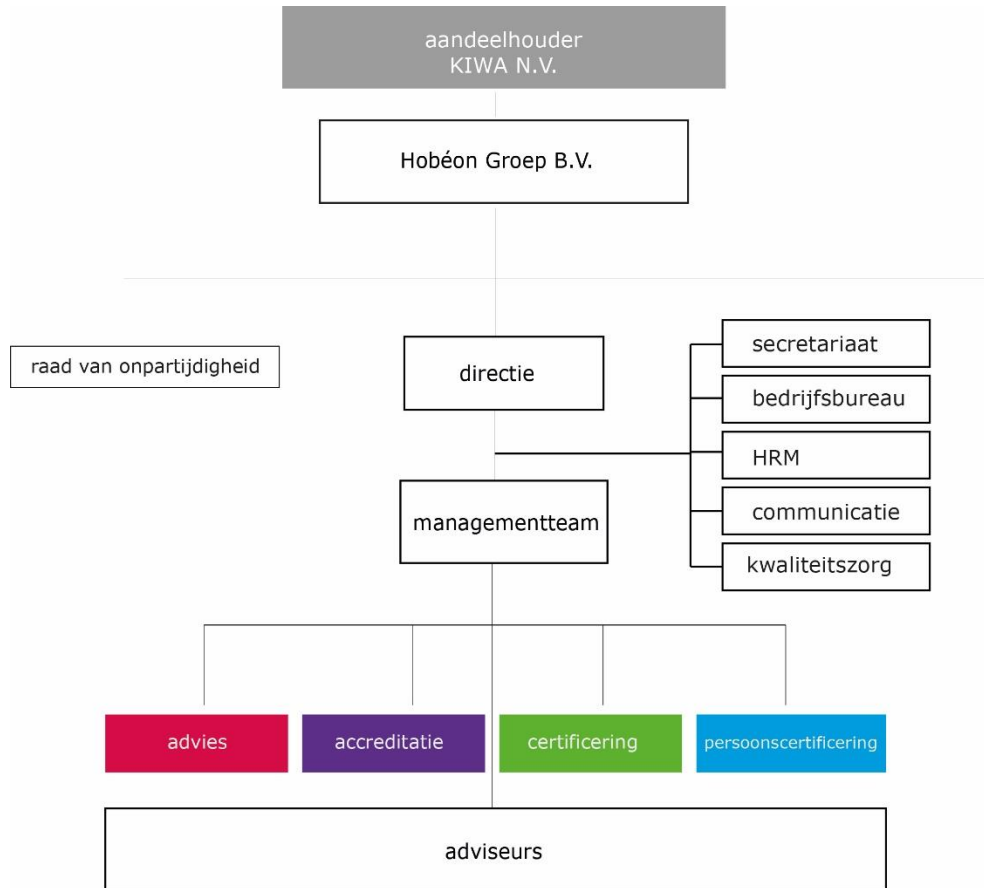 aandeelhouder
KIWA N.V.
Hobéon Groep B.V.
raad van onpartijdigheid
directie
secretariaat
bedrijfsbureau
HRM
communicatie
kwaliteitszorg
managementteam
advies
accreditatie
certificering
persoonscertificering
adviseurs